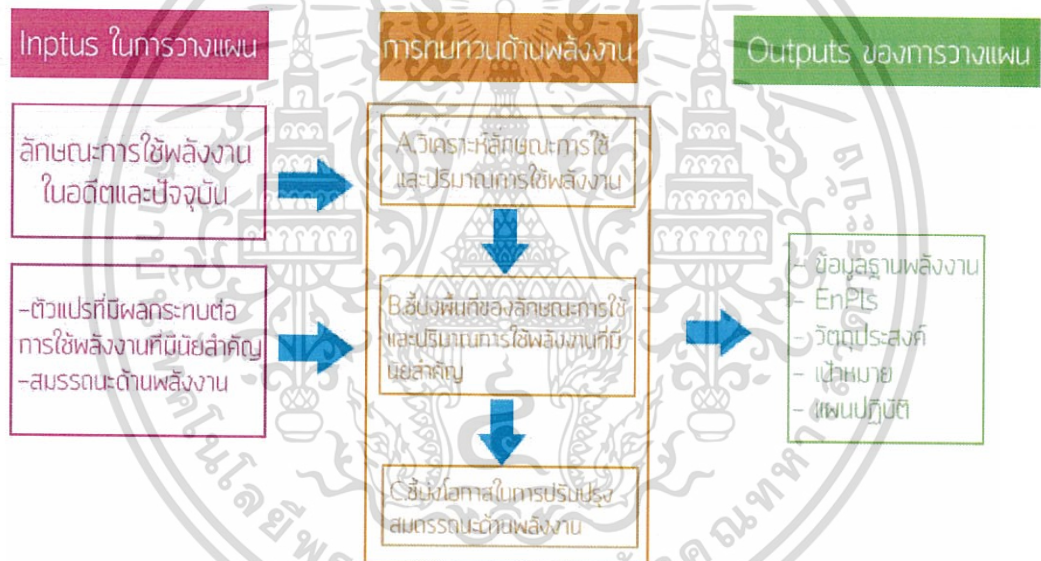 Inptus ในการวางแผน
การทบทวนด้านพลังงาน
Outputs ของการวางแผน
ลักษณะการใช้พลังงาน
ในอดีตและปัจจุบัน
A.วิเคราะห์ลักษณะการใช้
และปริมาณการใช้พลังงาน
-ตัวแปรที่มีผลกระทบต่อ
การใช้พลังงานที่มีนัยสำคัญ
-สมรรถนะด้านพลังงาน
B.ชี้บ่งพื้นที่ของลักษณะการใช้
และปริมาณการใช้พลังงานที่มี
นัยสำคัญ
C.ชี้บ่งโอกาสในการปรับปรุง
สมถรรถนะด้านพลังงาน
- ข้อมูลฐานพลังงาน
- EnPIs
- วัตถุประสงค์
- เป้าหมาย
- แผนปฏิบัติ